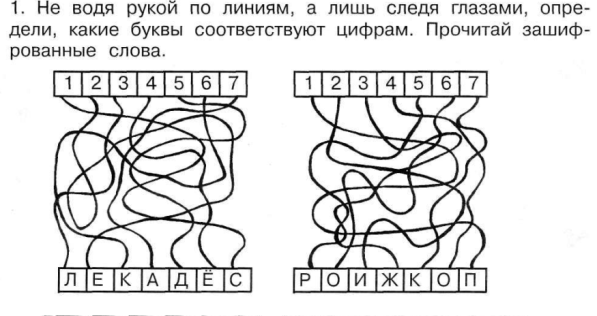 1. Не водя рукой по линиям, а лишь следя глазами, опре-
дели, какие буквы соответствуют цифрам. Прочитай зашиф-
рованные слова.
1 2 3 4 5 6 7 1 2 3 4 5 6 7
Л Е К А Д Ё С Р О И Ж К О П